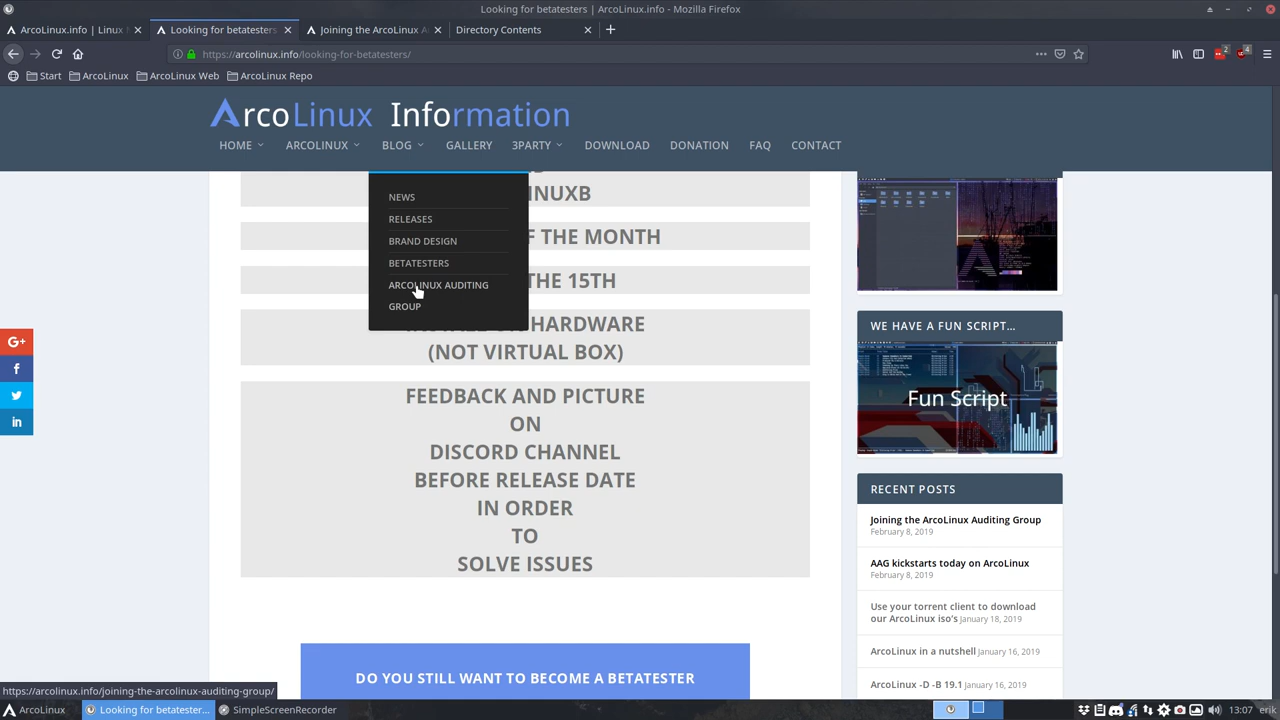 Looking for betatesters | ArcoLinux.info - Mozilla Firefox
ArcoLinux.info | Linux
Looking for betatesters
Joining the ArcoLinux A
Directory Contents
https://arcolinux.info/looking-for-betatesters/
2
4
Start
ArcoLinux
ArcoLinux Web
ArcoLinux Repo
ArcoLinux Information
HOME
ARCOLINUX
BLOG
GALLERY
3PARTY
DOWNLOAD
DONATION
FAQ
CONTACT
NEWS
RELEASES
BRAND DESIGN
BETATESTERS
ARCOLINUX AUDITING
GROUP
INUXB
F THE MONTH
THE 15TH
HARDWARE
(NOT VIRTUAL BOX)
FEEDBACK AND PICTURE
ON
DISCORD CHANNEL
BEFORE RELEASE DATE
IN ORDER
TO
SOLVE ISSUES
DO YOU STILL WANT TO BECOME A BETATESTER
G+
f
in
WE HAVE A FUN SCRIPT...
Fun Script
RECENT POSTS
Joining the ArcoLinux Auditing Group
February 8, 2019
AAG kickstarts today on ArcoLinux
February 8, 2019
Use your torrent client to download
our ArcoLinux iso's January 18, 2019
ArcoLinux in a nutshell January 16, 2019
ArcoLinux -D -B 19.1 January 16, 2019
https://arcolinux.info/joining-the-arcolinux-auditing-group/
ArcoLinux
Looking for betatester...
SimpleScreenRecorder
13:07
erik